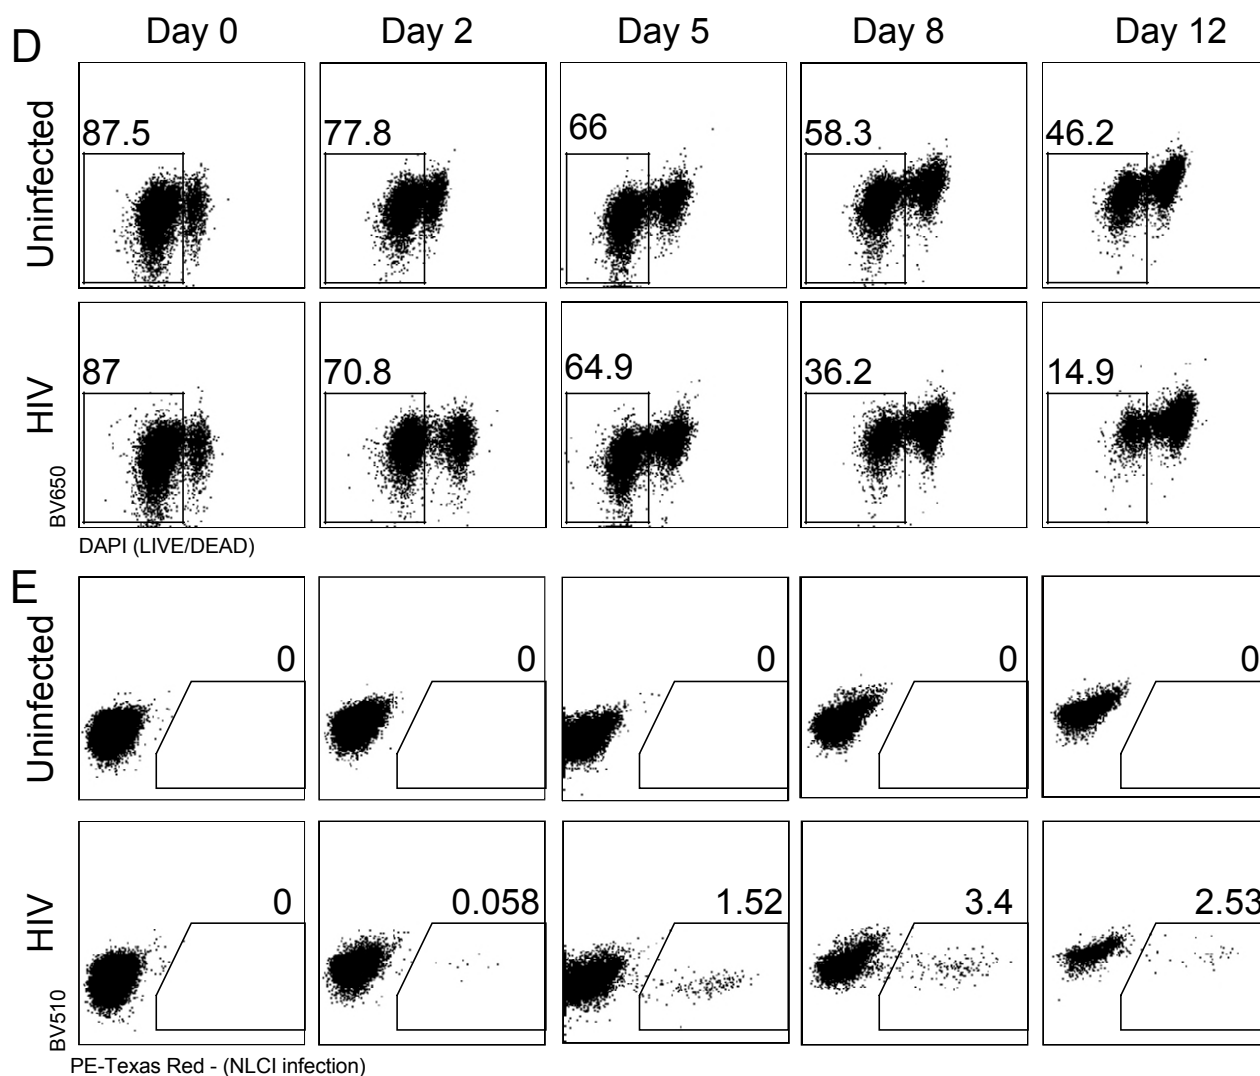 D
Day 0 Day 2 Day 5 Day 8 Day 12
Uninfected
87.5 77.8 66 58.3 46.2
HIV
87 70.8 64.9 36.2 14.9
BV650
DAPI (LIVE/DEAD)
E
Uninfected
0 0 0 0 0
HIV
0 0.058 1.52 3.4 2.53
BV510
PE-Texas Red - (NLCI infection)